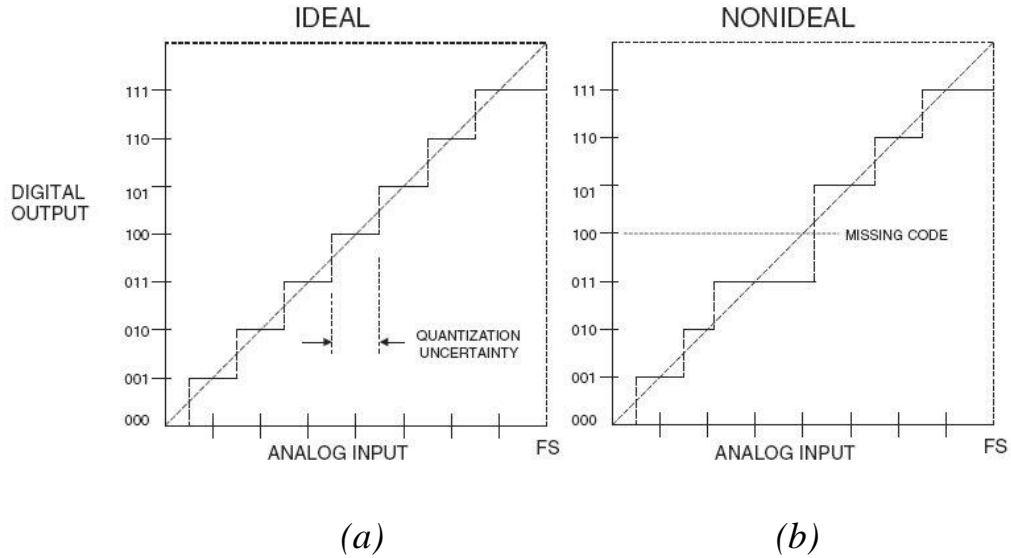 IDEAL
NONIDEAL
DIGITAL
OUTPUT
111
110
101
100
011
010
001
000
QUANTIZATION
UNCERTAINTY
ANALOG INPUT
FS
111
110
101
100
011
010
001
000
MISSING CODE
ANALOG INPUT
FS
(a)
(b)